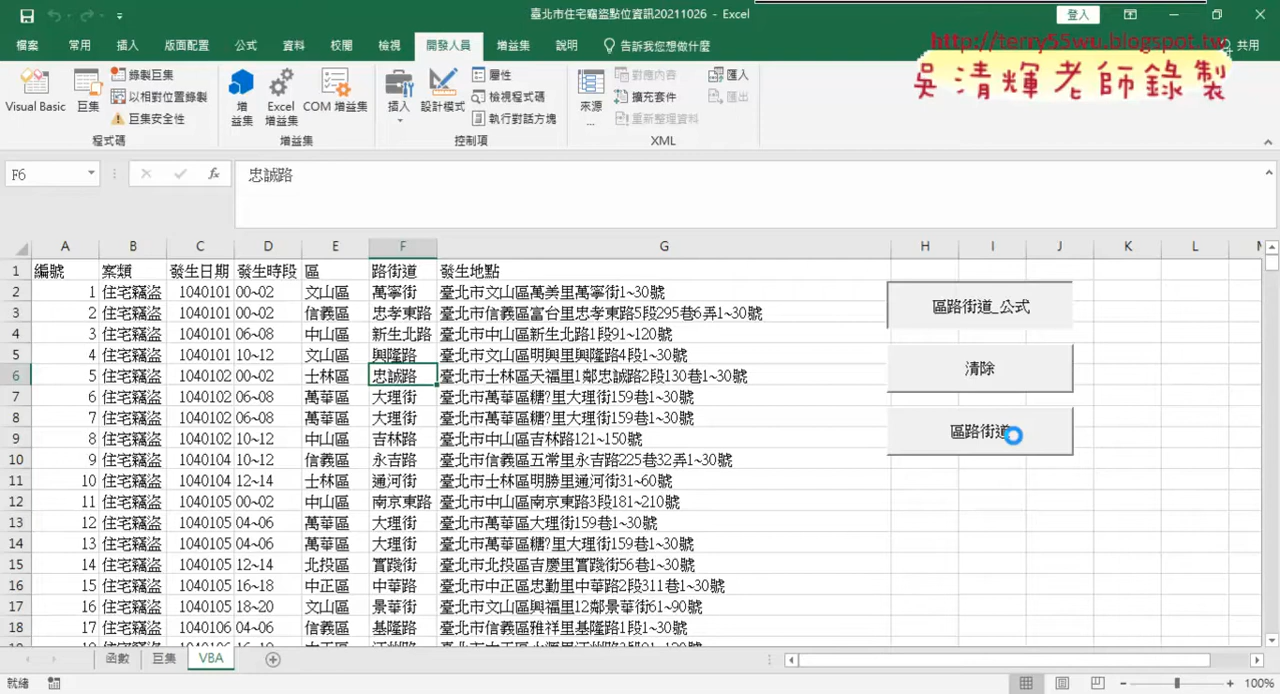 臺北市住宅竊盜點位資訊20211026 - Excel
登入
檔案 常用 插入 版面配置 公式 資料 校閱 檢視 開發人員 增益集 說明 告訴我您想做什麼 共用
http://terry55wu.blogspot.tw
吳清輝老師錄製
Visual Basic 巨集 錄製巨集 以相對位置錄製 巨集安全性 程式碼
增益集 Excel 增益集 COM 增益集 增益集
插入 設計模式 屬性 檢視程式碼 執行對話方塊 控制項
來源 ... 對應內容 擴充套件 重新整理資料 匯入 匯出 XML
F6 fx 忠誠路
A B C D E F G H I J K L
1 編號 案類 發生日期 發生時段 區 路街道 發生地點
2 1 住宅竊盜 1040101 00~02 文山區 萬寧街 臺北市文山區萬美里萬寧街1~30號
3 2 住宅竊盜 1040101 00~02 信義區 忠孝東路 臺北市信義區富台里忠孝東路5段295巷6弄1~30號
4 3 住宅竊盜 1040101 06~08 中山區 新生北路 臺北市中山區新生北路1段91~120號
5 4 住宅竊盜 1040101 10~12 文山區 興隆路 臺北市文山區明興里興隆路4段1~30號
6 5 住宅竊盜 1040102 00~02 士林區 忠誠路 臺北市士林區天福里1鄰忠誠路2段130巷1~30號
7 6 住宅竊盜 1040102 06~08 萬華區 大理街 臺北市萬華區糖?里大理街159巷1~30號
8 7 住宅竊盜 1040102 06~08 萬華區 大理街 臺北市萬華區糖?里大理街159巷1~30號
9 8 住宅竊盜 1040102 10~12 中山區 吉林路 臺北市中山區吉林路121~150號
10 9 住宅竊盜 1040104 10~12 信義區 永吉路 臺北市信義區五常里永吉路225巷32弄1~30號
11 10 住宅竊盜 1040104 12~14 士林區 通河街 臺北市士林區明勝里通河街31~60號
12 11 住宅竊盜 1040105 00~02 中山區 南京東路 臺北市中山區南京東路3段181~210號
13 12 住宅竊盜 1040105 04~06 萬華區 大理街 臺北市萬華區大理街159巷1~30號
14 13 住宅竊盜 1040105 04~06 萬華區 大理街 臺北市萬華區糖?里大理街159巷1~30號
15 14 住宅竊盜 1040105 12~14 北投區 實踐街 臺北市北投區吉慶里實踐街56巷1~30號
16 15 住宅竊盜 1040105 16~18 中正區 中華路 臺北市中正區忠勤里中華路2段311巷1~30號
17 16 住宅竊盜 1040105 18~20 文山區 景華街 臺北市文山區興福里12鄰景華街61~90號
18 17 住宅竊盜 1040106 04~06 信義區 基隆路 臺北市信義區雅祥里基隆路1段1~30號
區路街道_公式
清除
區路街道
函數 巨集 VBA
就緒 100%